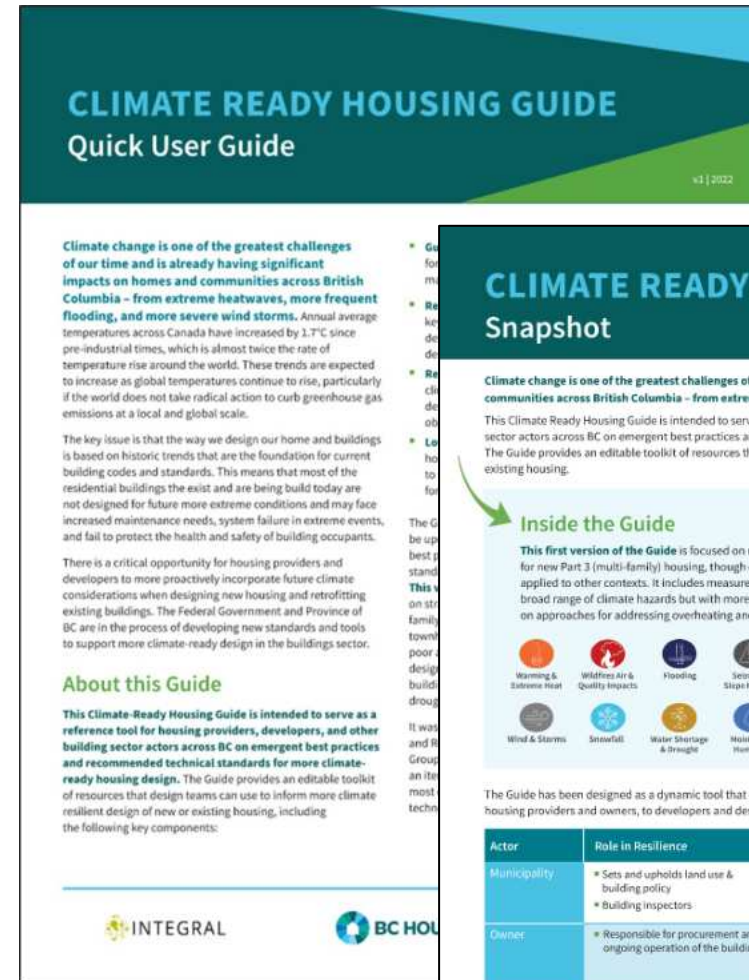 CLIMATE READY HOUSING GUIDE
Quick User Guide
v1 | 2022
Climate change is one of the greatest challenges
of our time and is already having significant
impacts on homes and communities across British
Columbia – from extreme heatwaves, more frequent
flooding, and more severe wind storms. Annual average
temperatures across Canada have increased by 1.7°C since
pre-industrial times, which is almost twice the rate of
temperature rise around the world. These trends are expected
to increase as global temperatures continue to rise, particularly
if the world does not take radical action to curb greenhouse gas
emissions at a local and global scale.
The key issue is that the way we design our home and buildings
is based on historic trends that are the foundation for current
building codes and standards. This means that most of the
residential buildings the exist and are being build today are
not designed for future more extreme conditions and may face
increased maintenance needs, system failure in extreme events,
and fail to protect the health and safety of building occupants.
There is a critical opportunity for housing providers and
developers to more proactively incorporate future climate
considerations when designing new housing and retrofitting
existing buildings. The Federal Government and Province of
BC are in the process of developing new standards and tools
to support more climate-ready design in the buildings sector.
About this Guide
This Climate-Ready Housing Guide is intended to serve as a
reference tool for housing providers, developers, and other
building sector actors across BC on emergent best practices
and recommended technical standards for more climate-
ready housing design. The Guide provides an editable toolkit
of resources that design teams can use to inform more climate
resilient design of new or existing housing, including
the following key components:
INTEGRAL
BC HOU
CLIMATE READY
Snapshot
Climate change is one of the greatest challenges of
communities across British Columbia – from extre
This Climate Ready Housing Guide is intended to serv
sector actors across BC on emergent best practices a
The Guide provides an editable toolkit of resources th
existing housing.
Inside the Guide
This first version of the Guide is focused on
for new Part 3 (multi-family) housing, though
applied to other contexts. It includes measure
broad range of climate hazards but with more
on approaches for addressing overheating an
Warming &
Extreme Heat
Wildfires Air &
Quality Impacts
Flooding
Wind & Storms
Snowfall
Water Shortage
& Drought
The Guide has been designed as a dynamic tool that
housing providers and owners, to developers and de
Actor
Role in Resilience
Municipality
Sets and upholds land use &
building policy
Building inspectors
Owner
Responsible for procurement a
ongoing operation of the buildi